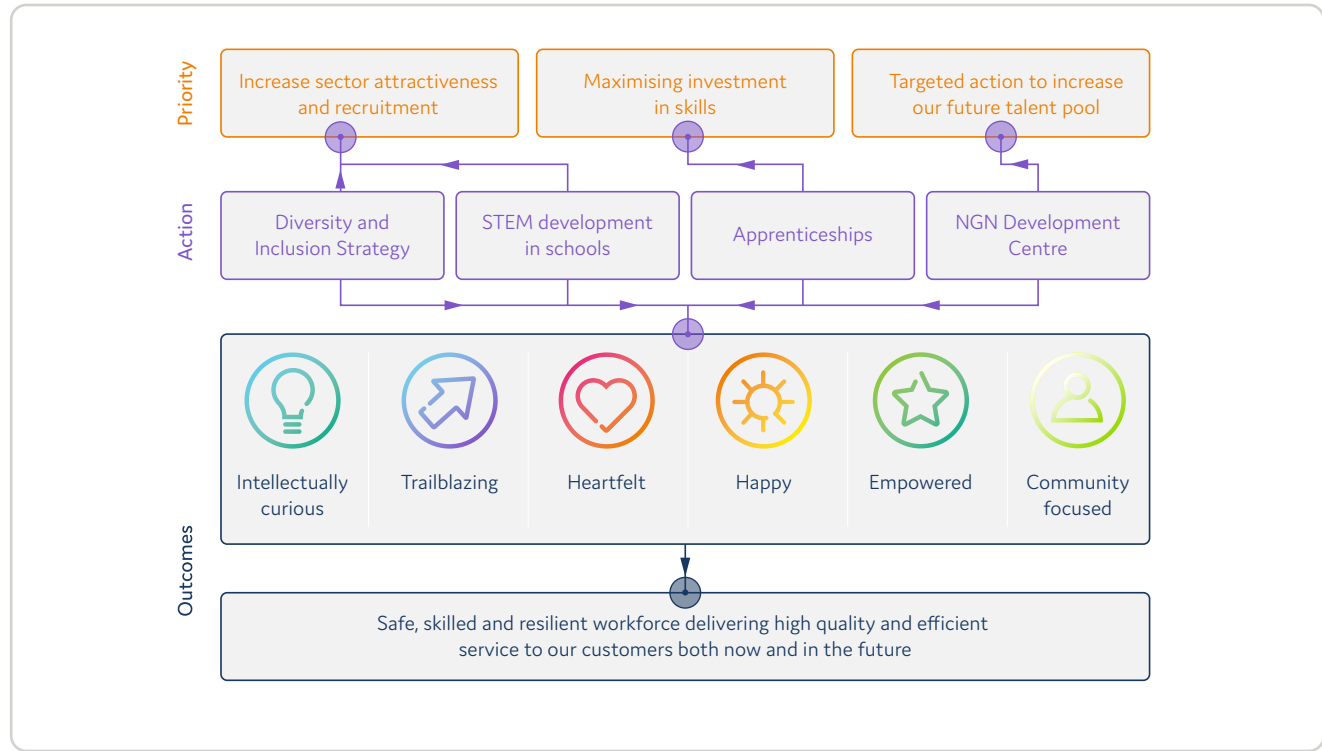 Priority
Increase sector attractiveness
and recruitment
Maximising investment
in skills
Targeted action to increase
our future talent pool
Action
Diversity and
Inclusion Strategy
STEM development
in schools
Apprenticeships
NGN Development
Centre
Outcomes
Intellectually
curious
Trailblazing
Heartfelt
Happy
Empowered
Community
focused
Safe, skilled and resilient workforce delivering high quality and efficient
service to our customers both now and in the future